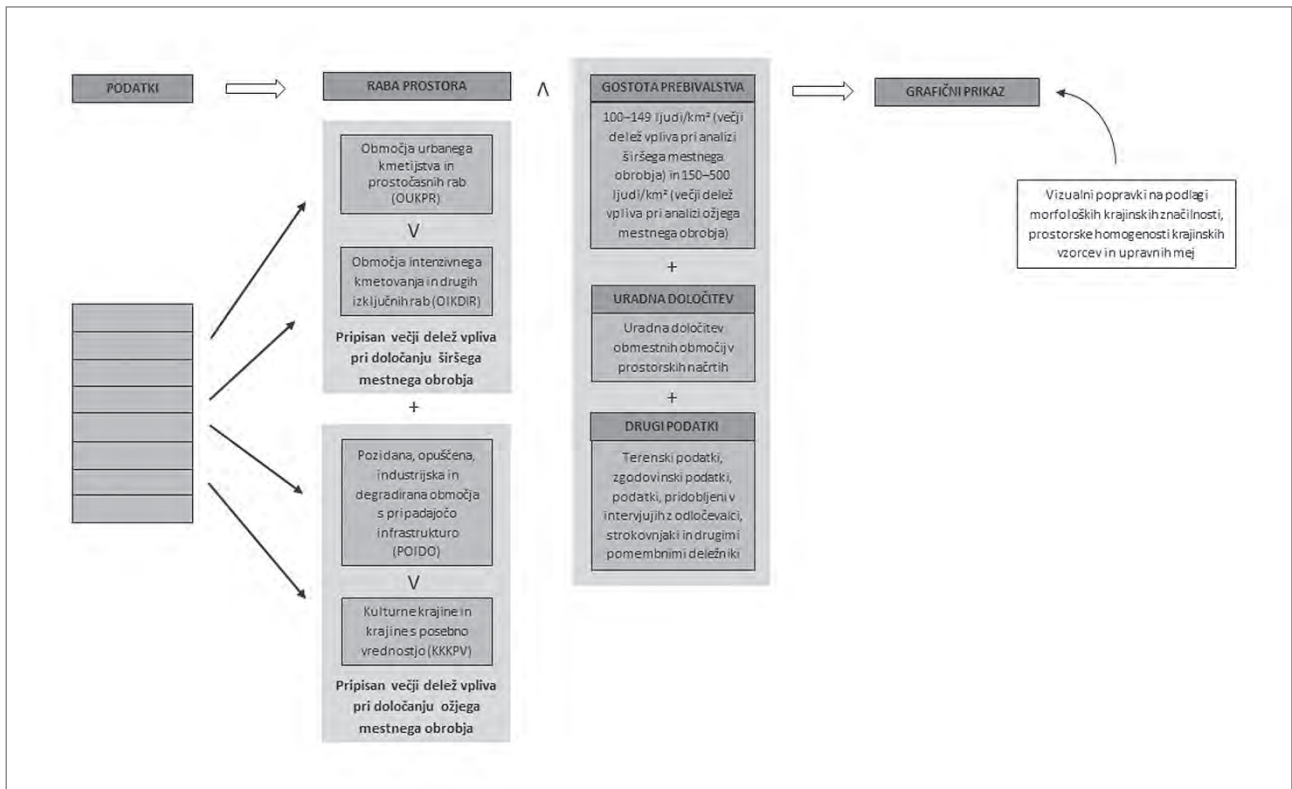 PODATKI
RABA PROSTORA
Λ
GOSTOTA PREBIVALSTVA
GRAFIČNI PRIKAZ
Območja urbanega
kmetijstva in
prostočasnih rab
(OUKPR)
V
Območja intenzivnega
kmetovanja in drugih
izključnih rab (OIKDIR)
Pripisan večji delež vpliva
pri določanju širšega
mestnega obrobja
+
Pozidana, opuščena,
industrijska in
degradirana območja
s pripadajočo
infrastrukturo
(POIDO)
V
Kulturne krajine in
krajine s posebno
vrednostjo (KKKPV)
Pripisan večji delež vpliva
pri določanju ožjega
mestnega obrobja
100–149 ljudi/km² (večji
delež vpliva pri analizi
širšega mestnega
obrobja) in 150–500
ljudi/km² (večji delež
vpliva pri analizi ožjega
mestnega obrobja)
+
URADNA DOLOČITEV
Uradna določitev
obmestnih območij v
prostorskih načrtih
+
DRUGI PODATKI
Terenski podatki,
zgodovinski podatki,
podatki, pridobljeni v
intervjujih z odločevalci,
strokovnjaki in drugimi
pomembnimi deležniki
Vizualni popravki na podlagi
morfoloških krajinskih značilnosti,
prostorske homogenosti krajinskih
vzorcev in upravnih mej